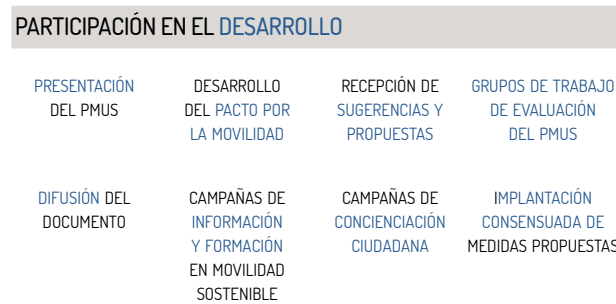 PARTICIPACIÓN EN EL DESARROLLO
PRESENTACIÓN
DEL PMUS
DESARROLLO
DEL PACTO POR
LA MOVILIDAD
RECEPCIÓN DE
SUGERENCIAS Y
PROPUESTAS
GRUPOS DE TRABAJO
DE EVALUACIÓN
DEL PMUS
DIFUSIÓN DEL
DOCUMENTO
CAMPAÑAS DE
INFORMACIÓN
Y FORMACIÓN
EN MOVILIDAD
SOSTENIBLE
CAMPAÑAS DE
CONCIENCIACIÓN
CIUDADANA
IMPLANTACIÓN
CONSENSUADA DE
MEDIDAS PROPUESTAS